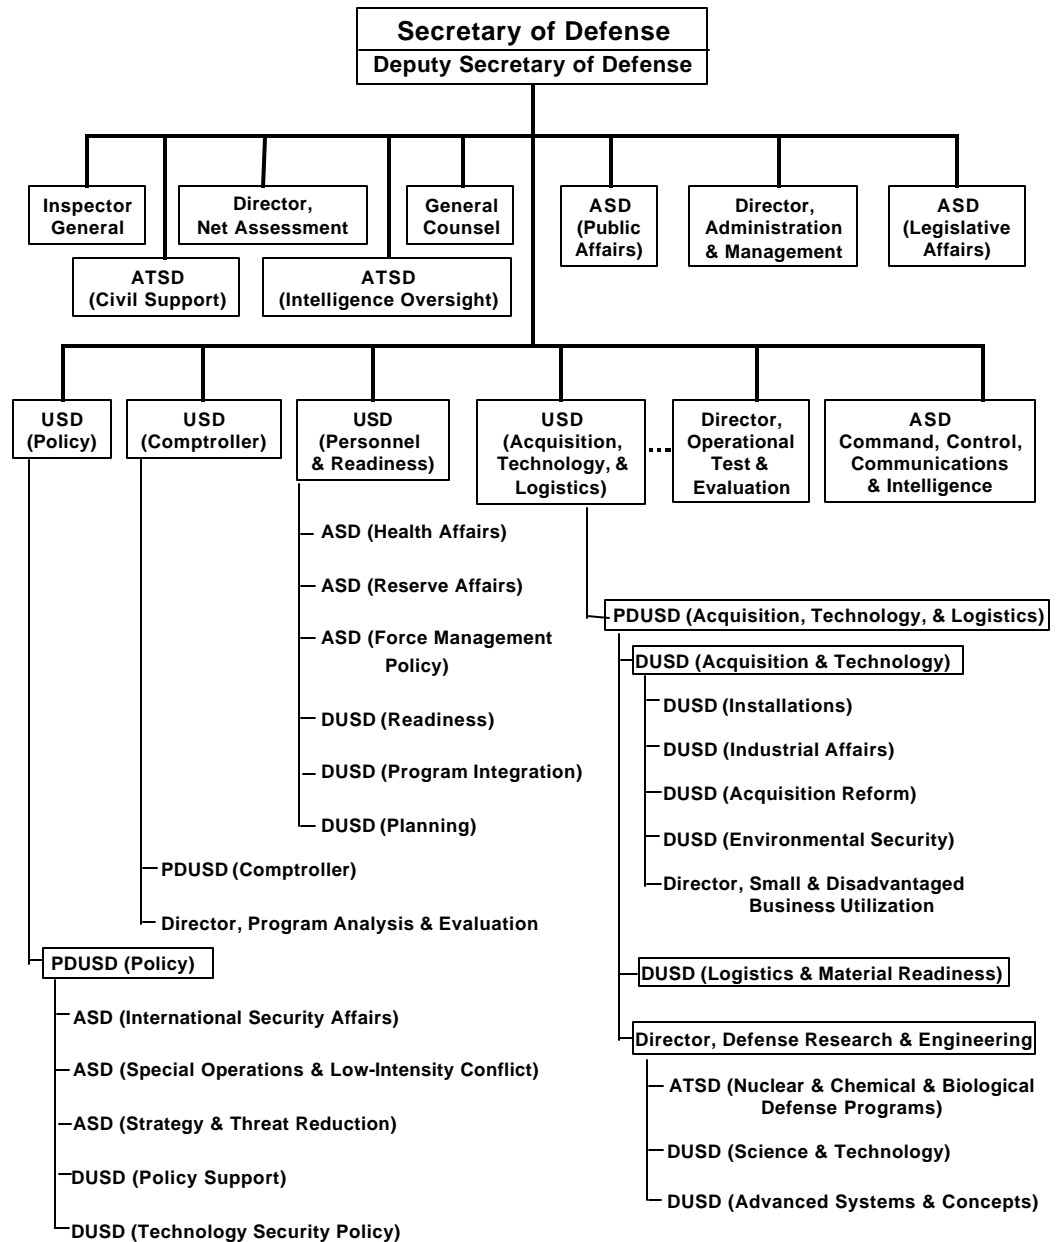 Secretary of Defense
Deputy Secretary of Defense
Inspector
General
Director,
Net Assessment
General
Counsel
ASD
(Public
Affairs)
Director,
Administration
& Management
ASD
(Legislative
Affairs)
ATSD
(Civil Support)
ATSD
(Intelligence Oversight)
USD
(Policy)
USD
(Comptroller)
USD
(Personnel
& Readiness)
USD
(Acquisition,
Technology, &
Logistics)
Director,
Operational
Test &
Evaluation
ASD
Command, Control,
Communications
& Intelligence
ASD (Health Affairs)
ASD (Reserve Affairs)
ASD (Force Management
Policy)
DUSD (Readiness)
DUSD (Program Integration)
DUSD (Planning)
PDUSD (Comptroller)
Director, Program Analysis & Evaluation
PDUSD (Policy)
ASD (International Security Affairs)
ASD (Special Operations & Low-Intensity Conflict)
ASD (Strategy & Threat Reduction)
DUSD (Policy Support)
DUSD (Technology Security Policy)
PDUSD (Acquisition, Technology, & Logistics)
DUSD (Acquisition & Technology)
DUSD (Installations)
DUSD (Industrial Affairs)
DUSD (Acquisition Reform)
DUSD (Environmental Security)
Director, Small & Disadvantaged
Business Utilization
DUSD (Logistics & Material Readiness)
Director, Defense Research & Engineering
ATSD (Nuclear & Chemical & Biological
Defense Programs)
DUSD (Science & Technology)
DUSD (Advanced Systems & Concepts)